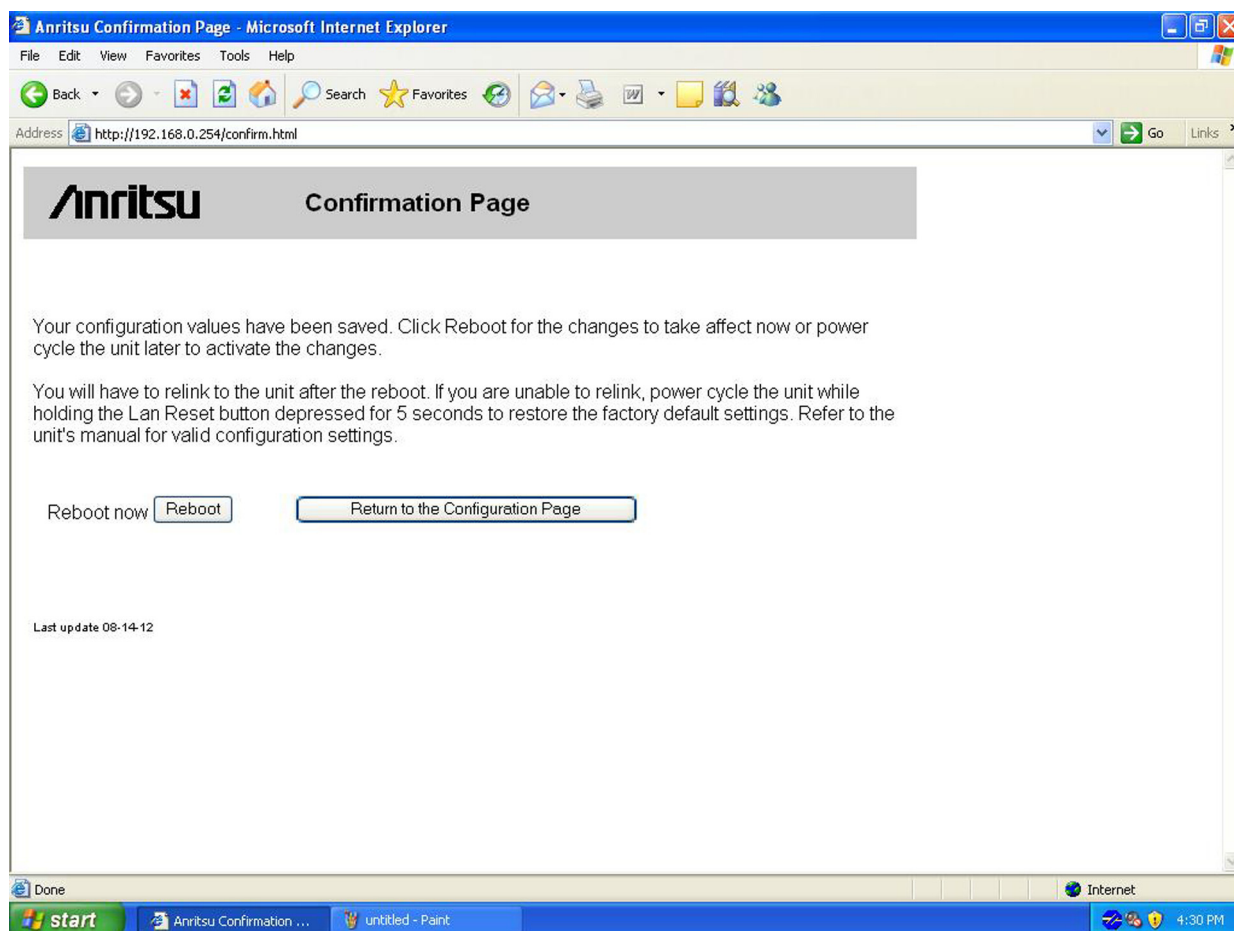 Anritsu Confirmation Page - Microsoft Internet Explorer
File Edit View Favorites Tools Help
Back Search Favorites
Address http://192.168.0.254/confirm.html Go Links
Anritsu Confirmation Page
Your configuration values have been saved. Click Reboot for the changes to take affect now or power
cycle the unit later to activate the changes.
You will have to relink to the unit after the reboot. If you are unable to relink, power cycle the unit while
holding the Lan Reset button depressed for 5 seconds to restore the factory default settings. Refer to the
unit's manual for valid configuration settings.
Reboot now Reboot Return to the Configuration Page
Last update 08-14-12
Done Internet
start Anritsu Confirmation ... untitled - Paint 4:30 PM